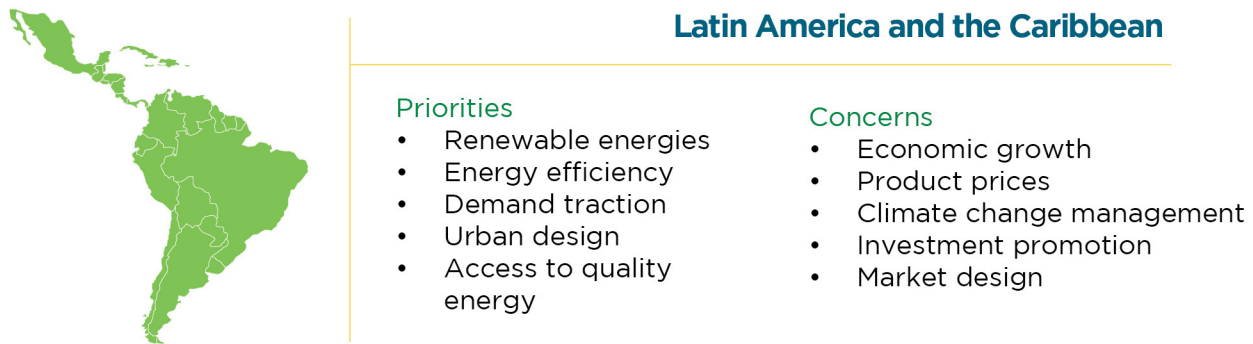 Latin America and the Caribbean
Priorities
• Renewable energies
• Energy efficiency
• Demand traction
• Urban design
• Access to quality
energy
Concerns
• Economic growth
• Product prices
• Climate change management
• Investment promotion
• Market design